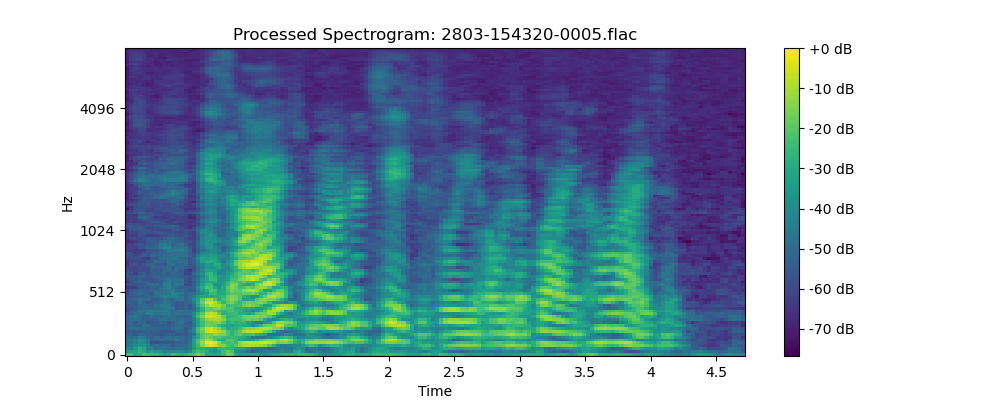 Processed Spectrogram: 2803-154320-0005.flac
+0 dB
-10 dB
-20 dB
-30 dB
-40 dB
-50 dB
-60 dB
-70 dB
4096
2048
1024
512
0
Hz
0 0.5 1 1.5 2 2.5 3 3.5 4 4.5
Time